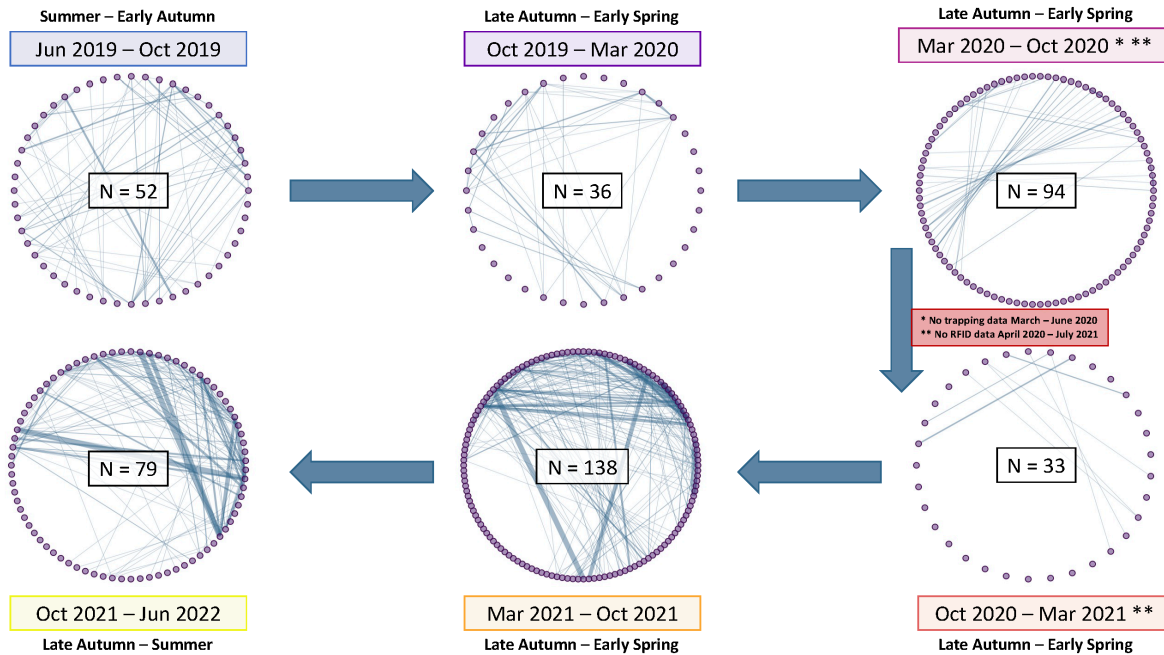 Summer – Early Autumn
Jun 2019 – Oct 2019
N = 52
Late Autumn – Early Spring
Oct 2019 – Mar 2020
N = 36
Late Autumn – Early Spring
Mar 2020 – Oct 2020 * **
N = 94
* No trapping data March – June 2020
** No RFID data April 2020 – July 2021
N = 33
Oct 2020 – Mar 2021 **
Late Autumn – Early Spring
N = 138
Mar 2021 – Oct 2021
Late Autumn – Early Spring
N = 79
Oct 2021 – Jun 2022
Late Autumn – Summer